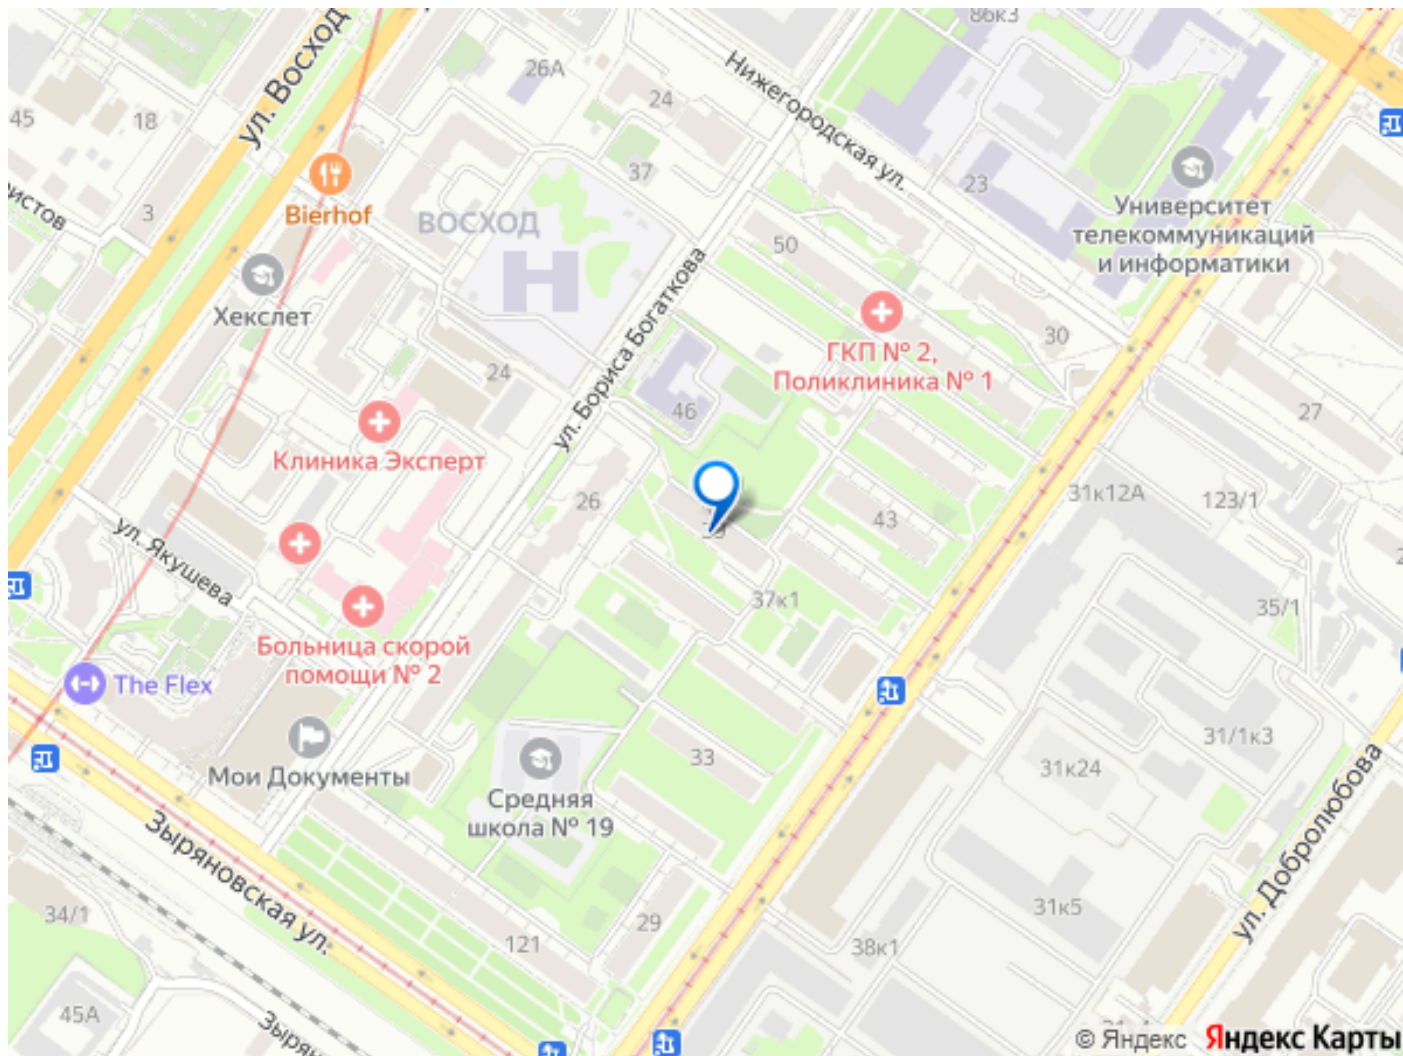 86к3
ул. Восход
26А
24
Нижегородская ул.
45
18
37
23
Университет
телекоммуникаций
и информатики
3
Bierhof
ВОСХОД
50
Хекслет
ул. Бориса Богаткова
30
ГКП № 2,
Поликлиника № 1
24
46
27
Клиника Эксперт
26
43
31к12А
123/1
ул. Якушева
37к1
35/1
Больница скорой
помощи № 2
The Flex
33
31/1к3
31к24
Мои Документы
Средняя
школа № 19
ул. Добролюбова
Зыряновская ул.
34/1
121
29
38к1
31к5
45А
© Яндекс Яндекс Карты